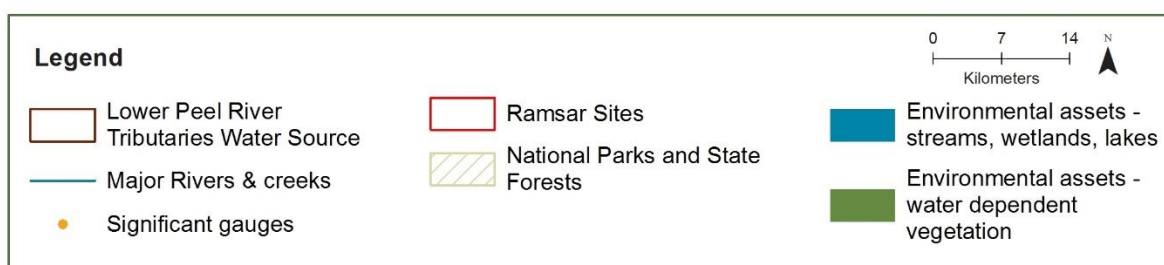 Legend
Lower Peel River
Tributaries Water Source
Major Rivers & creeks
Significant gauges
Ramsar Sites
National Parks and State
Forests
0 7 14
Kilometers
N
Environmental assets -
streams, wetlands, lakes
Environmental assets -
water dependent
vegetation